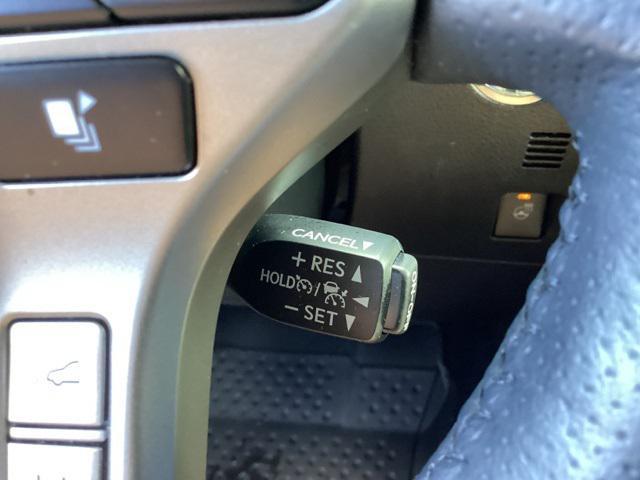 CANCEL▼
+ RES ▲
HOLD / ◄
− SET ▼